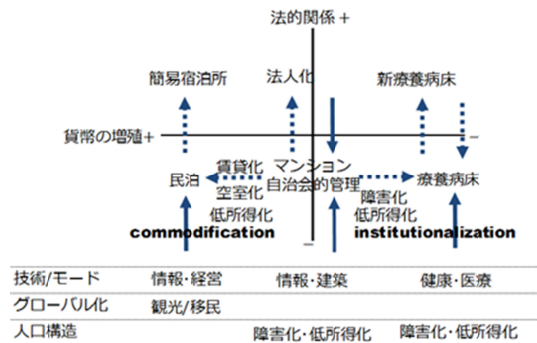 法的関係+
簡易宿泊所 法人化 新療養病床
貨幣の増殖+ −
賃貸化 マンション
民泊 自治会的管理 療養病床
空室化 障害化
低所得化 低所得化
commodification institutionalization
−
技術/モード 情報・経営 情報・建築 健康・医療
グローバル化 観光/移民
人口構造 障害化・低所得化 障害化・低所得化